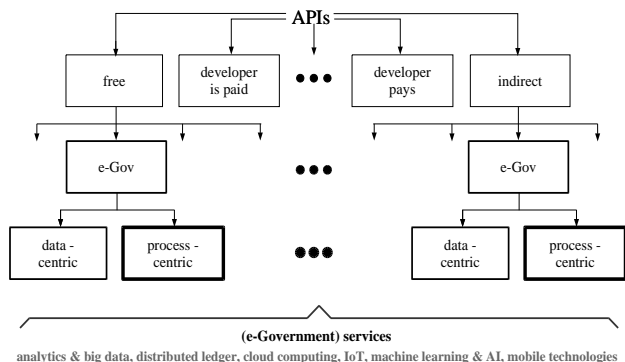 APIs
free
developer
is paid
developer
pays
indirect
e-Gov
e-Gov
data -
centric
process -
centric
data -
centric
process -
centric
(e-Government) services
analytics & big data, distributed ledger, cloud computing, IoT, machine learning & AI, mobile technologies